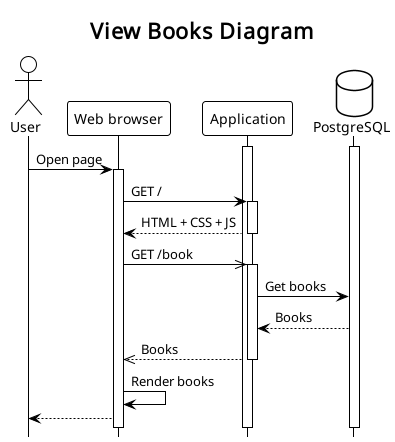 View Books Diagram
User
Web browser
Application
PostgreSQL
Open page
GET /
HTML + CSS + JS
GET /book
Get books
Books
Books
Render books